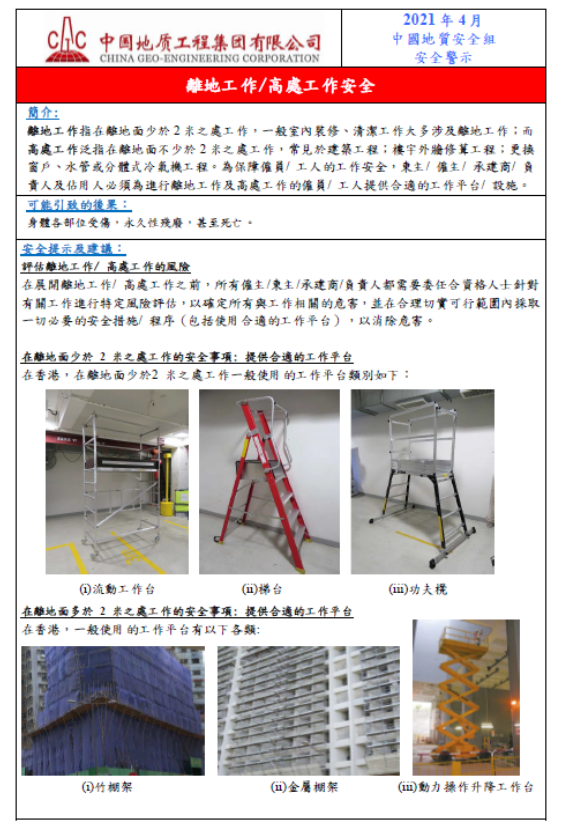 CGC 中国地质工程集团有限公司
CHINA GEO-ENGINEERING CORPORATION
2021 年 4 月
中國地質安全組
安全警示
離地工作/高處工作安全
簡介:
離地工作指在離地面少於 2 米之處工作，一般室內裝修、清潔工作大多涉及離地工作；而
高處工作泛指在離地面不少於 2 米之處工作，常見於建築工程；樓宇外牆修葺工程；更換
窗戶、水管或分體式冷氣機工程。為保障僱員/ 工人的工作安全，東主/ 僱主/ 承建商/ 負
責人及佔用人必須為進行離地工作及高處工作的僱員/ 工人提供合適的工作平台/ 設施。
可能引致的後果：
身體各部位受傷，永久性殘廢，甚至死亡。
安全提示及建議：
評估離地工作/ 高處工作的風險
在展開離地工作/ 高處工作之前，所有僱主/東主/承建商/負責人都需要委任合資格人士針對
有關工作進行特定風險評估，以確定所有與工作相關的危害，並在合理切實可行範圍內採取
一切必要的安全措施/ 程序（包括使用合適的工作平台），以消除危害。
在離地面少於 2 米之處工作的安全事項: 提供合適的工作平台
在香港，在離地面少於2 米之處工作一般使用的工作平台類別如下：
(i)流動工作台
(ii)梯台
(iii)功夫櫈
在離地面多於 2 米之處工作的安全事項: 提供合適的工作平台
在香港，一般使用的工作平台有以下各類:
(i)竹棚架
(ii)金屬棚架
(iii)動力操作升降工作台